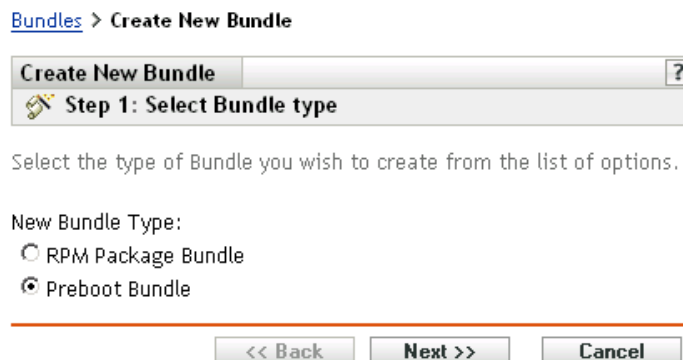 Bundles > Create New Bundle
Create New Bundle ?
Step 1: Select Bundle type
Select the type of Bundle you wish to create from the list of options.
New Bundle Type:
RPM Package Bundle
Preboot Bundle
<< Back Next >> Cancel